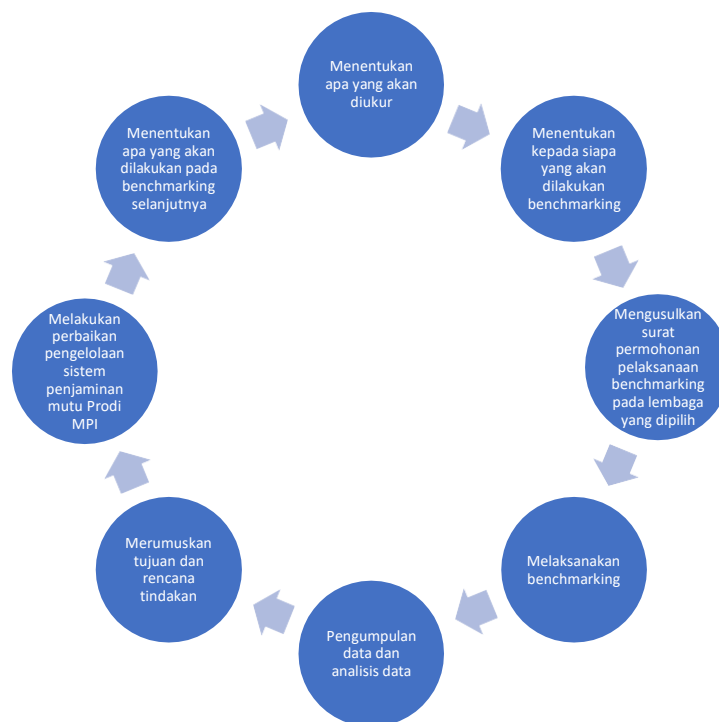 Menentukan
apa yang akan
diukur
Menentukan
kepada siapa
yang akan
dilakukan
benchmarking
Mengusulkan
surat
permohonan
pelaksanaan
benchmarking
pada lembaga
yang dipilih
Melaksanakan
benchmarking
Pengumpulan
data dan
analisis data
Merumuskan
tujuan dan
rencana
tindakan
Melakukan
perbaikan
pengelolaan
sistem
penjaminan
mutu Prodi
MPI
Menentukan
apa yang akan
dilakukan pada
benchmarking
selanjutnya